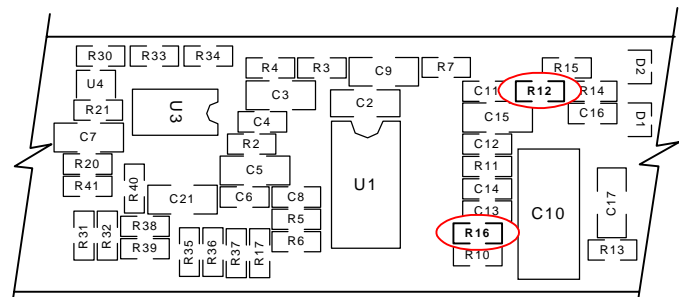 R30 R33 R34
R4 R3 C9 R7 R15 D2
U4 C3 C11 R12 R14
R21 U3 C2 C15 C16 D1
C7 C4
R2 C12
R20 C5 R11
R41 R40 U1 C14
C21 C6 C8 C13 C10 C17
R31 R32 R38 R5 R16
R39 R35 R36 R37 R17 R6 R10 R13